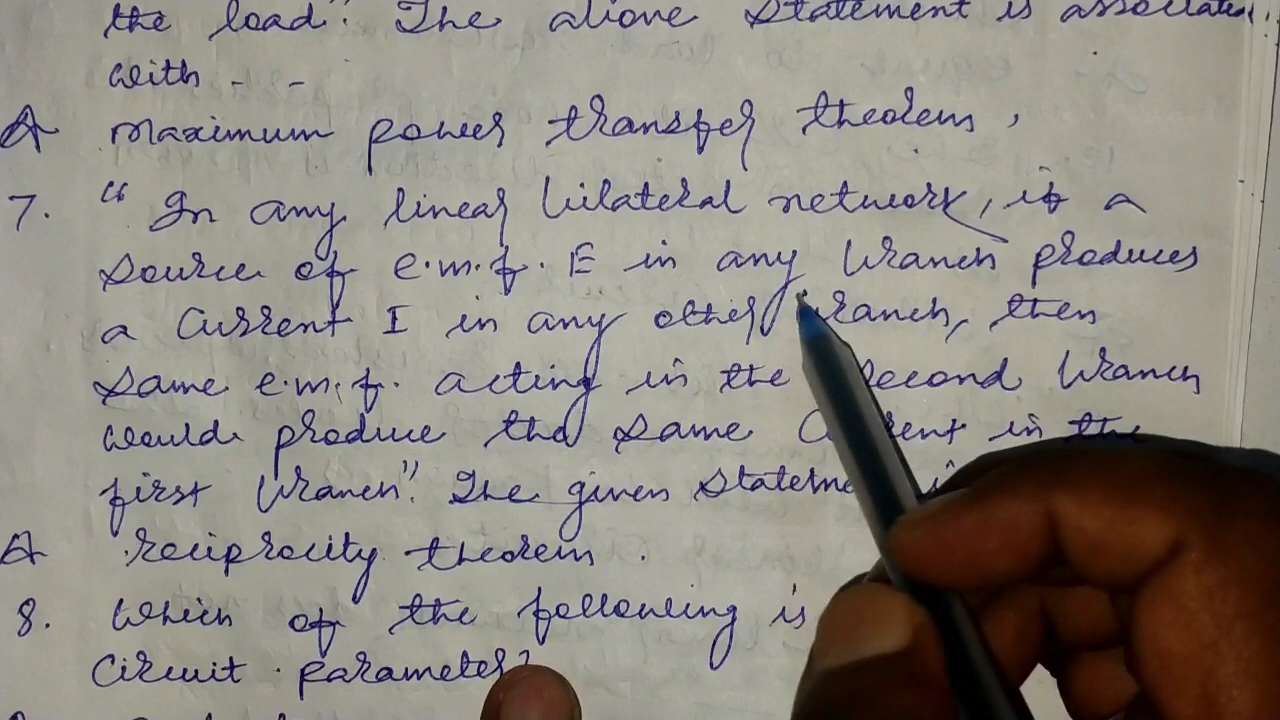 the load". The above statement is associated
with - -
A maximum power transfer theorem,
7. "In any linear bilateral network, if a
source of e.m.f. E in any branch produces
a current I in any other branch, then
same e.m.f. acting in the second branch
would produce the same current in the
first branch". The given
A reciprocity theorem.
8. Which of the following is
circuit parameter?